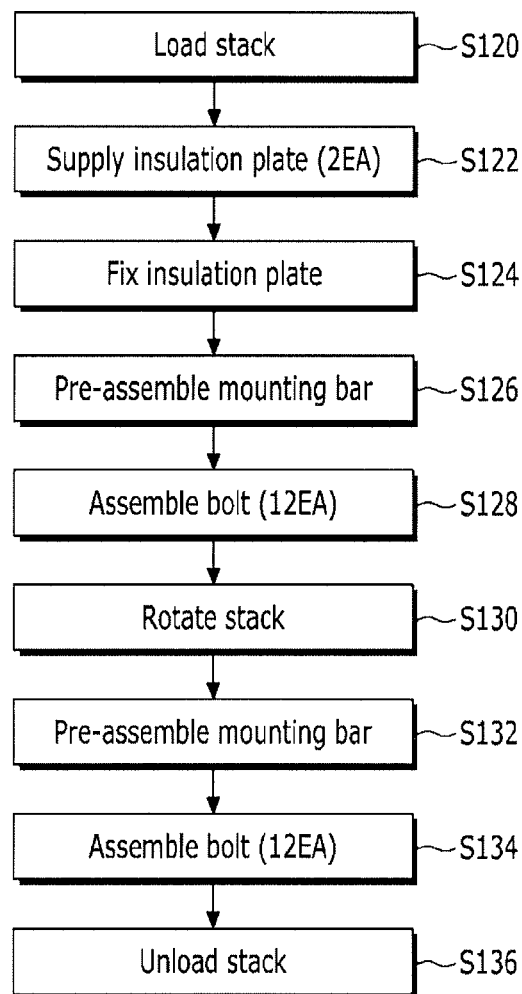 Load stack S120
Supply insulation plate (2EA) S122
Fix insulation plate S124
Pre-assemble mounting bar S126
Assemble bolt (12EA) S128
Rotate stack S130
Pre-assemble mounting bar S132
Assemble bolt (12EA) S134
Unload stack S136